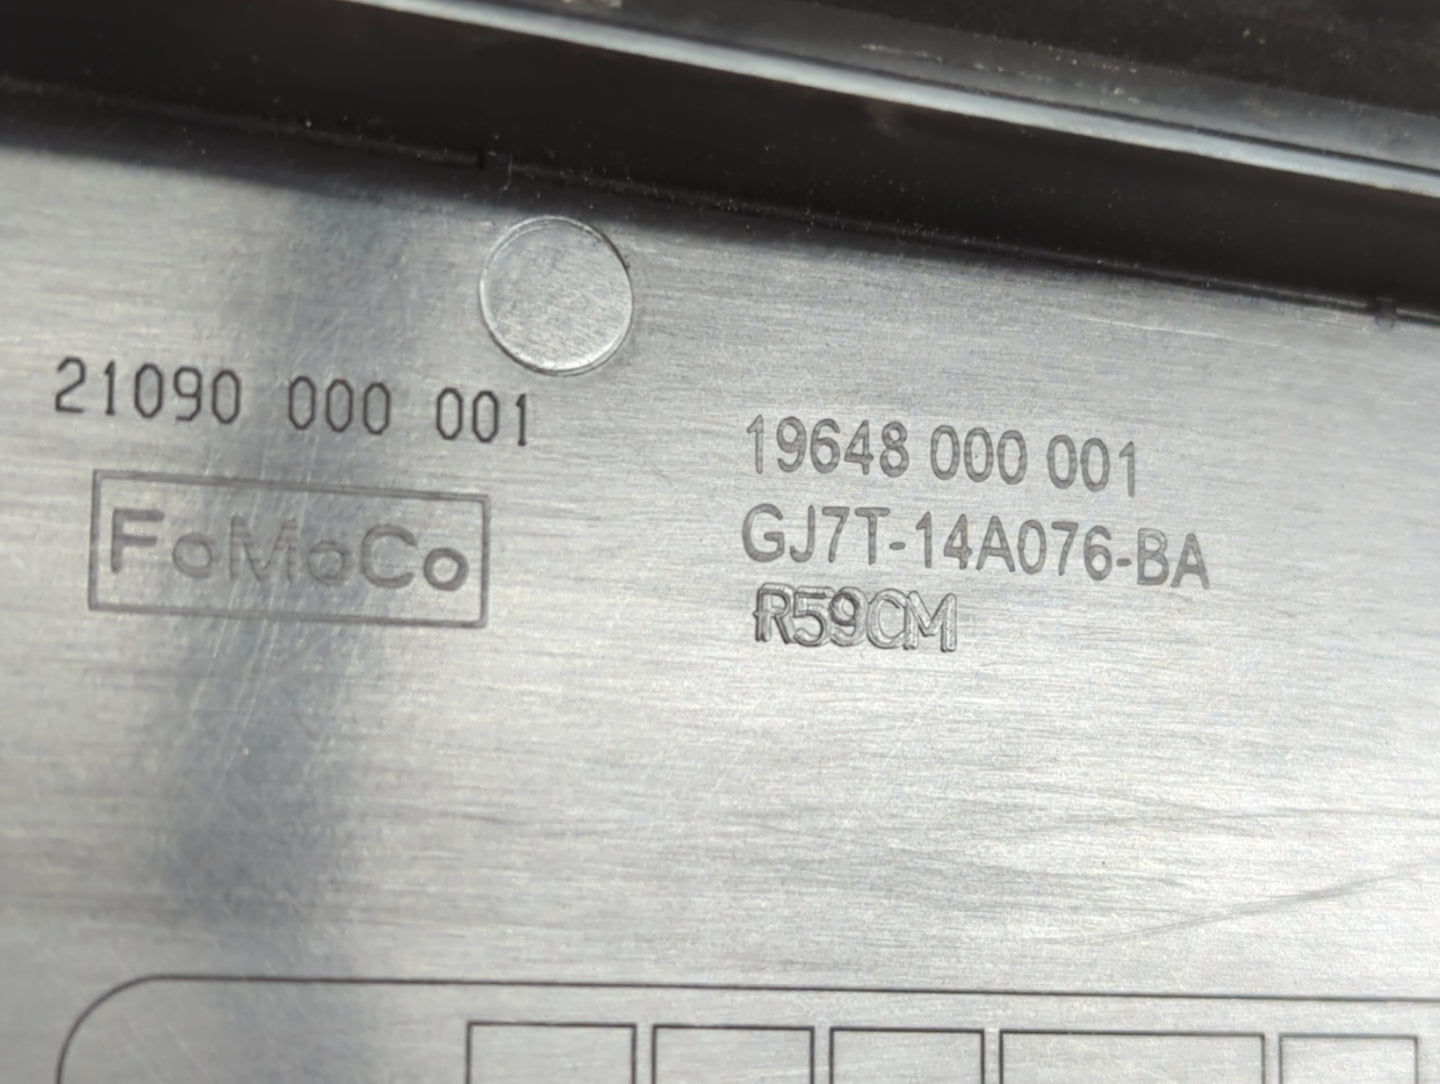 21090 000 001
FoMoCo
19648 000 001
GJ7T-14A076-BA
R59CM